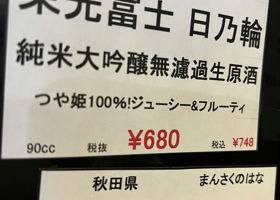 栄光冨士 日乃輪
純米大吟醸無濾過生原酒
つや姫100%!ジューシー&フルーティ
90cc 税抜 ¥680 税込 ¥748
秋田県 まんさくのはな